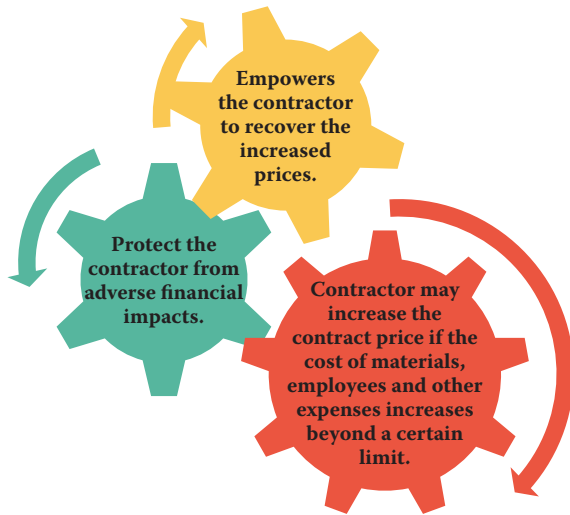 Empowers
the contractor
to recover the
increased
prices.
Protect the
contractor from
adverse financial
impacts.
Contractor may
increase the
contract price if the
cost of materials,
employees and other
expenses increases
beyond a certain
limit.